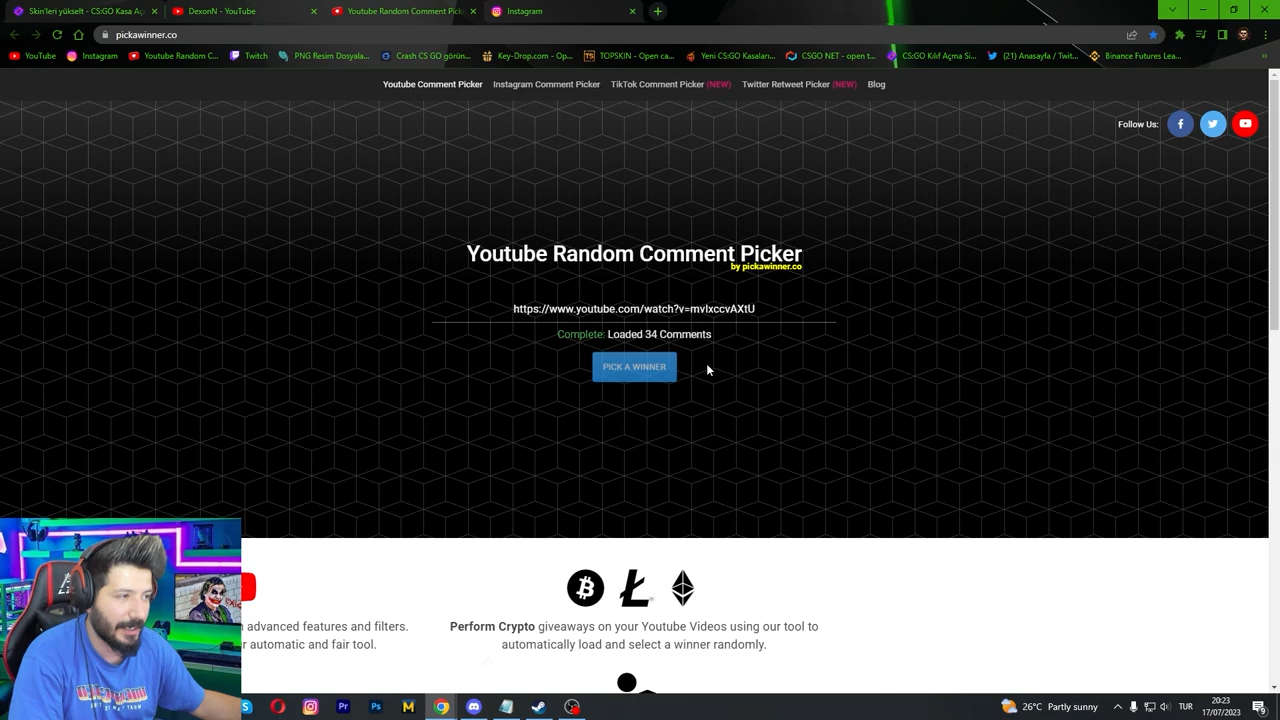 Skin'leri yükselt - CS:GO Kasa Aç
DexonN - YouTube
Youtube Random Comment Pick
Instagram
pickawinner.co
YouTube
Instagram
Youtube Random C...
Twitch
PNG Resim Dosyala...
Crash CS GO görün...
Key-Drop.com - Op...
TOPSKIN - Open ca...
Yeni CS:GO Kasaları...
CSGO NET - open t...
CS:GO Kılıf Açma Si...
(21) Anasayfa / Twit...
Binance Futures Lea...
Youtube Comment Picker
Instagram Comment Picker
TikTok Comment Picker (NEW)
Twitter Retweet Picker (NEW)
Blog
Follow Us:
Youtube Random Comment Picker
by pickawinner.co
https://www.youtube.com/watch?v=mvIxccvAXtU
Complete: Loaded 34 Comments
PICK A WINNER
advanced features and filters.
r automatic and fair tool.
Perform Crypto giveaways on your Youtube Videos using our tool to
automatically load and select a winner randomly.
26°C Partly sunny
TUR
20:23
17/07/2023